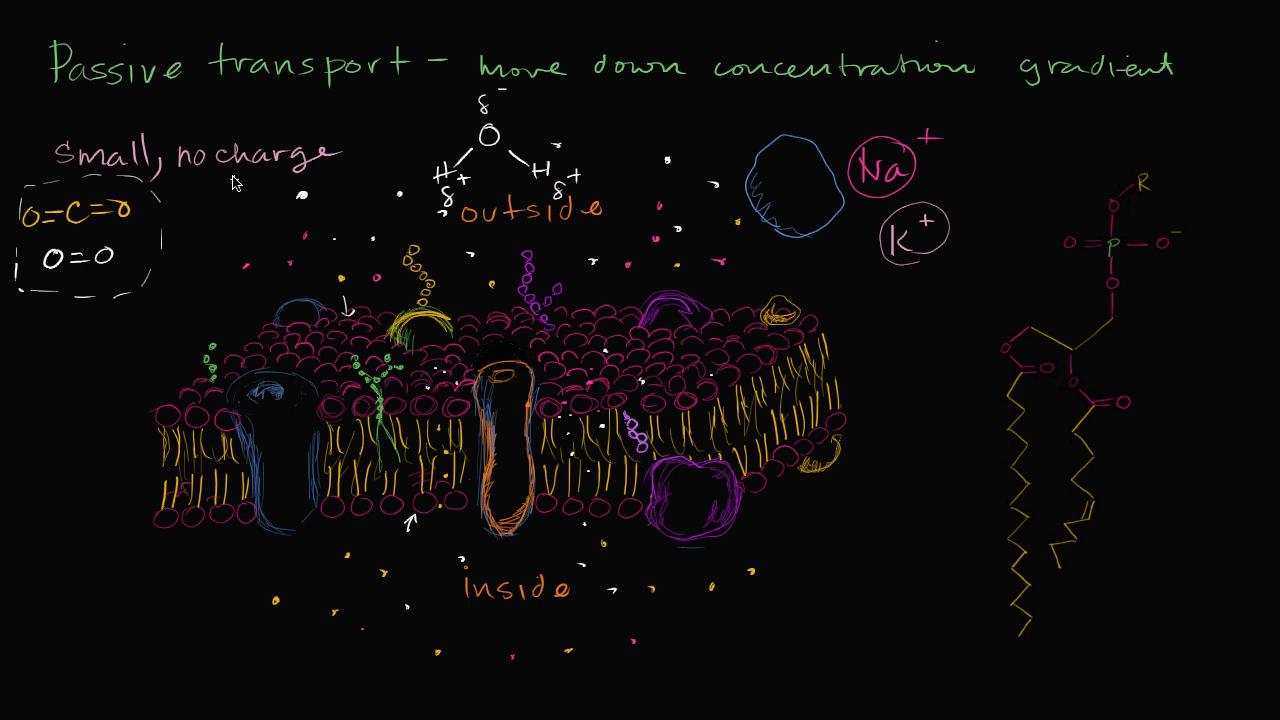 Passive transport - move down concentration gradient
small, no charge
O=C=O
O=O
δ-
O
H H
δ+ δ+
outside
Na+
K+
R
O
O=P-O-
O
O O
O O
inside